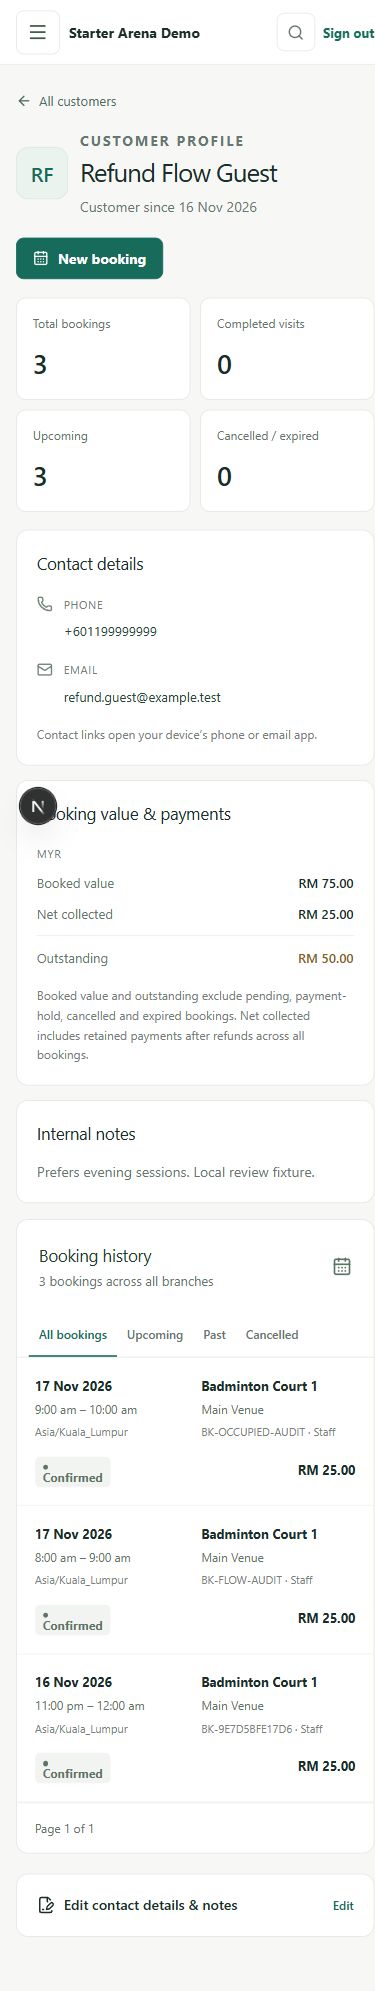 Starter Arena Demo
Sign out
All customers
RF
CUSTOMER PROFILE
Refund Flow Guest
Customer since 16 Nov 2026
New booking
Total bookings
3
Completed visits
0
Upcoming
3
Cancelled / expired
0
Contact details
PHONE
+601199999999
EMAIL
refund.guest@example.test
Contact links open your device's phone or email app.
N
oking value & payments
MYR
Booked value RM 75.00
Net collected RM 25.00
Outstanding RM 50.00
Booked value and outstanding exclude pending, payment-
hold, cancelled and expired bookings. Net collected
includes retained payments after refunds across all
bookings.
Internal notes
Prefers evening sessions. Local review fixture.
Booking history
3 bookings across all branches
All bookings Upcoming Past Cancelled
17 Nov 2026 Badminton Court 1
9:00 am – 10:00 am Main Venue
Asia/Kuala_Lumpur BK-OCCUPIED-AUDIT · Staff
Confirmed RM 25.00
17 Nov 2026 Badminton Court 1
8:00 am – 9:00 am Main Venue
Asia/Kuala_Lumpur BK-FLOW-AUDIT · Staff
Confirmed RM 25.00
16 Nov 2026 Badminton Court 1
11:00 pm – 12:00 am Main Venue
Asia/Kuala_Lumpur BK-9E7D5BFE17D6 · Staff
Confirmed RM 25.00
Page 1 of 1
Edit contact details & notes Edit